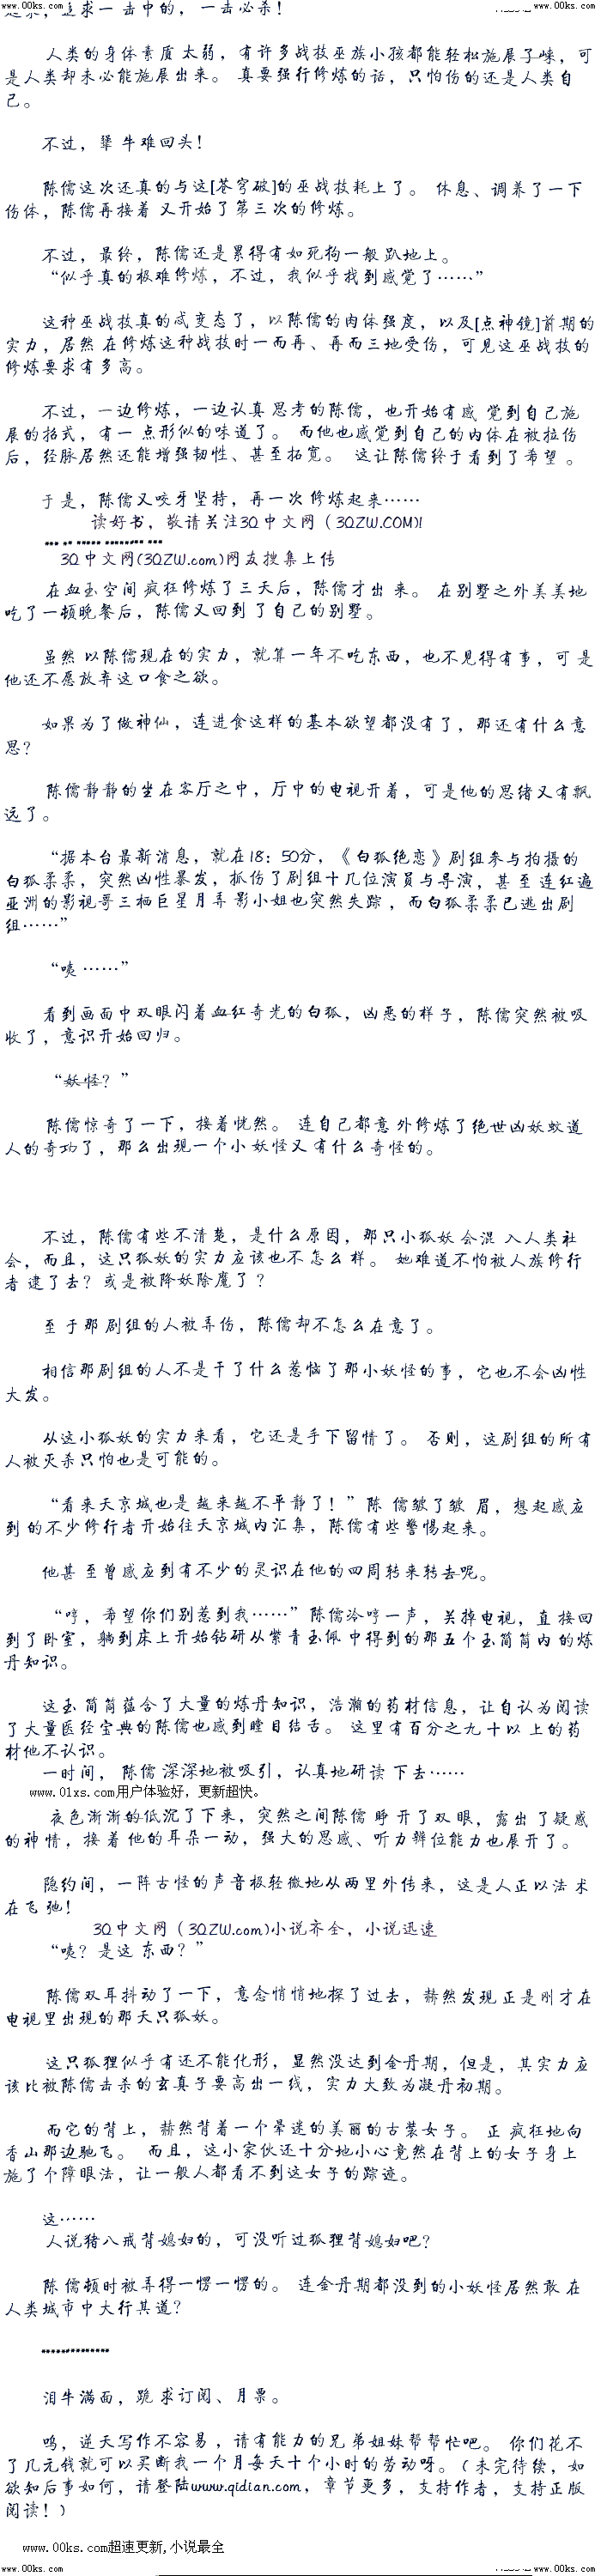 www.00ks.com
起来，追求一击中的，一击必杀！
人类的身体素质太弱，有许多战技巫族小孩都能轻松施展了唻，可
是人类却未必能施展出来。真要强行修炼的话，只怕伤的还是人类自
己。
不过，犟牛难回头！
陈儒这次还真的与这[苍穹破]的巫战技耗上了。休息、调养了一下
伤体，陈儒再接着又开始了第三次的修炼。
不过，最终，陈儒还是累得有如死狗一般趴地上。
“似乎真的极难修炼，不过，我似乎找到感觉了……”
这种巫战技真的忒变态了，以陈儒的肉体强度，以及[点神镜]前期的
实力，居然在修炼这种战技时一而再、再而三地受伤，可见这巫战技的
修炼要求有多高。
不过，一边修炼，一边认真思考的陈儒，也开始有感觉到自己施
展的招式，有一点形似的味道了。而他也感觉到自己的内体在被拉伤
后，经脉居然还能增强韧性、甚至拓宽。这让陈儒终于看到了希望。
于是，陈儒又咬牙坚持，再一次修炼起来……
读好书，敬请关注3Q中文网（3QZW.COM)!
*** ** ***** ******** ***
3Q中文网(3QZW.com)网友搜集上传
在血玉空间疯狂修炼了三天后，陈儒才出来。在别墅之外美美地
吃了一顿晚餐后，陈儒又回到了自己的别墅。
虽然以陈儒现在的实力，就算一年不吃东西，也不见得有事，可是
他还不愿放弃这口食之欲。
如果为了做神仙，连进食这样的基本欲望都没有了，那还有什么意
思？
陈儒静静的坐在客厅之中，厅中的电视开着，可是他的思绪又有飘
远了。
“据本台最新消息，就在18：50分，《白狐绝恋》剧组参与拍摄的
白狐柔柔，突然凶性暴发，抓伤了剧组十几位演员与导演，甚至连红遍
亚洲的影视哥三栖巨星月弄影小姐也突然失踪，而白狐柔柔已逃出剧
组……”
“咦……”
看到画面中双眼闪着血红奇光的白狐，凶恶的样子，陈儒突然被吸
收了，意识开始回归。
“妖怪？”
陈儒惊奇了一下，接着恍然。连自己都意外修炼了绝世凶妖蚊道
人的奇功了，那么出现一个小妖怪又有什么奇怪的。
不过，陈儒有些不清楚，是什么原因，那只小狐妖会混入人类社
会，而且，这只狐妖的实力应该也不怎么样。她难道不怕被人族修行
者逮了去？或是被降妖除魔了？
至于那剧组的人被弄伤，陈儒却不怎么在意了。
相信那剧组的人不是干了什么惹恼了那小妖怪的事，它也不会凶性
大发。
从这小狐妖的实力来看，它还是手下留情了。否则，这剧组的所有
人被灭杀只怕也是可能的。
“看来天京城也是越来越不平静了！”陈儒皱了皱眉，想起感应
到的不少修行者开始往天京城内汇集，陈儒有些警惕起来。
他甚至曾感应到有不少的灵识在他的四周转来转去呢。
“哼，希望你们别惹到我……”陈儒冷哼一声，关掉电视，直接回
到了卧室，躺到床上开始钻研从紫青玉佩中得到的那五个玉简简内的炼
丹知识。
这玉简简蕴含了大量的炼丹知识，浩瀚的药材信息，让自认为阅读
了大量医经宝典的陈儒也感到瞠目结舌。这里有百分之九十以上的药
材他不认识。
一时间，陈儒深深地被吸引，认真地研读下去……
www.01xs.com用户体验好，更新超快。
夜色渐渐的低沉了下来，突然之间陈儒睁开了双眼，露出了疑惑
的神情，接着他的耳朵一动，强大的思感、听力辨位能力也展开了。
隐约间，一阵古怪的声音极轻微地从两里外传来，这是人正以法术
在飞弛！
3Q中文网（3QZW.com)小说齐全，小说迅速
“咦？是这东西？”
陈儒双耳抖动了一下，意念悄悄地探了过去，赫然发现正是刚才在
电视里出现的那天只狐妖。
这只狐狸似乎有还不能化形，显然没达到金丹期，但是，其实力应
该比被陈儒击杀的玄真子要高出一线，实力大致为凝丹初期。
而它的背上，赫然背着一个晕迷的美丽的古装女子。正疯狂地向
香山那边驰飞。而且，这小家伙还十分地小心竟然在背上的女子身上
施了个障眼法，让一般人都看不到这女子的踪迹。
这……
人说猪八戒背媳妇的，可没听过狐狸背媳妇吧？
陈儒顿时被弄得一愣一愣的。连金丹期都没到的小妖怪居然敢在
人类城市中大行其道？
**************
泪牛满面，跪求订阅、月票。
呜，逆天写作不容易，请有能力的兄弟姐妹帮帮忙吧。你们花不
了几元钱就可以买断我一个月每天十个小时的劳动呀。（未完待续，如
欲知后事如何，请登陆www.qidian.com，章节更多，支持作者，支持正版
阅读！）
www.00ks.com超速更新,小说最全
www.00ks.com
www.00ks.com